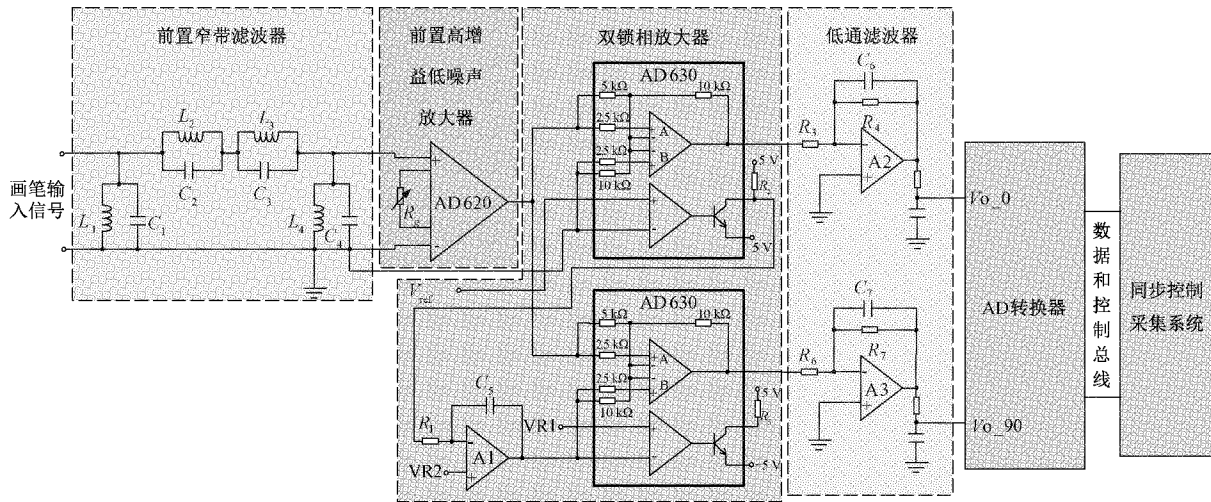 前置窄带滤波器
L2
L3
C2
C3
画笔输
入信号
L1
C1
L4
C4
前置高增
益低噪声
放大器
AD620
双锁相放大器
AD630
5 kΩ
10 kΩ
2.5 kΩ
A
2.5 kΩ
B
10 kΩ
5 V
-5 V
Vref
AD630
5 kΩ
10 kΩ
2.5 kΩ
A
2.5 kΩ
B
10 kΩ
5 V
-5 V
C5
R1
A1
VR1
VR2
低通滤波器
C6
R3
R4
A2
C7
R6
R7
A3
Vo_0
Vo_90
AD转换器
数据和控制总线
同步控制
采集系统